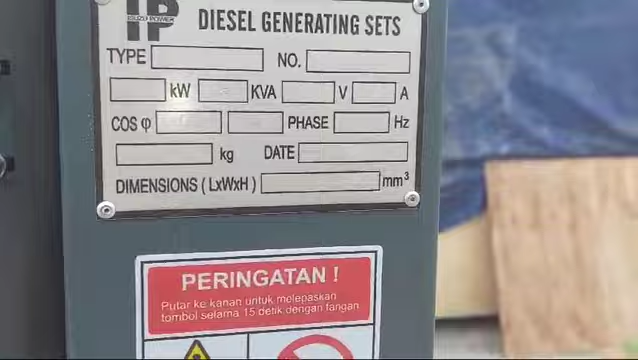 IP
ISUZU POWER
DIESEL GENERATING SETS
TYPE NO.
kW KVA V A
COS φ PHASE Hz
kg DATE
DIMENSIONS ( LxWxH ) mm³
PERINGATAN !
Putar ke kanan untuk melepaskan
tombol selama 15 detik dengan tangan